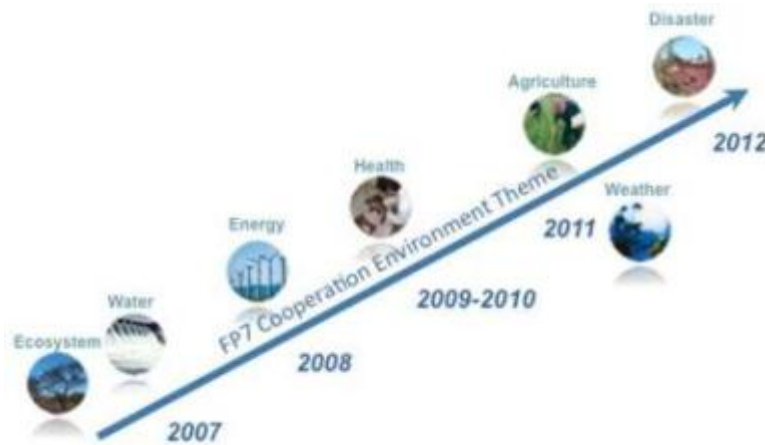 Disaster
Agriculture
2012
Health
Weather
FP7 Cooperation Environment Theme
2011
Energy
2009-2010
Water
Ecosystem
2008
2007